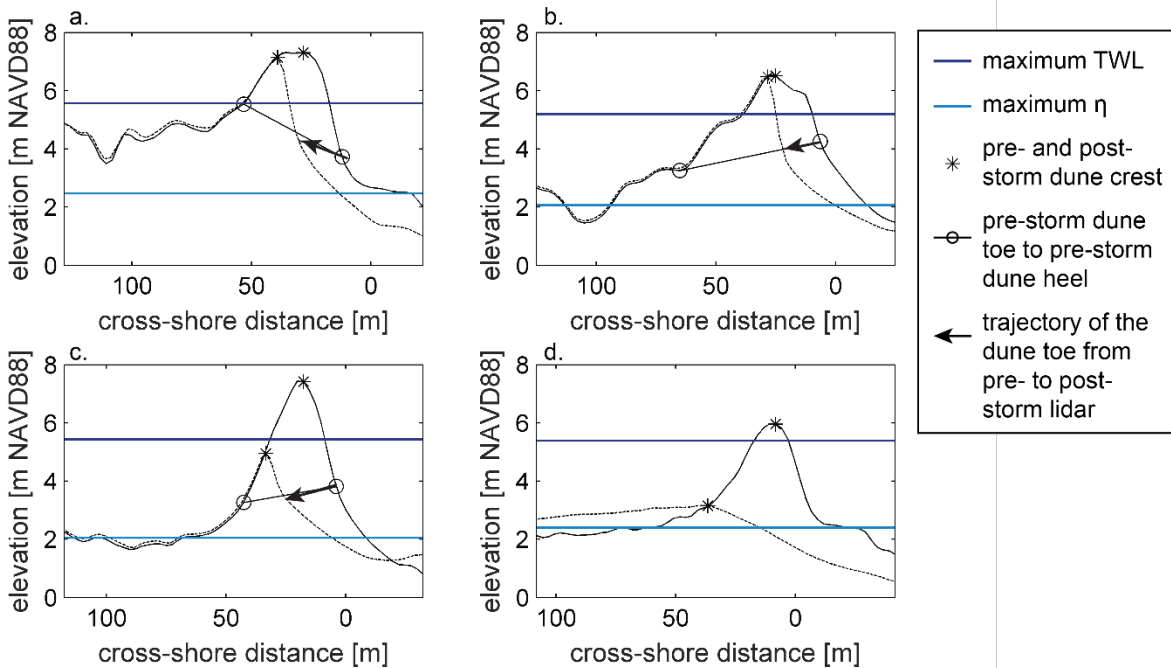 a.
elevation [m NAVD88]
8
6
4
2
0
100
50
0
cross-shore distance [m]
b.
elevation [m NAVD88]
8
6
4
2
0
100
50
0
cross-shore distance [m]
c.
elevation [m NAVD88]
8
6
4
2
0
100
50
0
cross-shore distance [m]
d.
elevation [m NAVD88]
8
6
4
2
0
100
50
0
cross-shore distance [m]
maximum TWL
maximum η
pre- and post-
storm dune crest
pre-storm dune
toe to pre-storm
dune heel
trajectory of the
dune toe from
pre- to post-
storm lidar